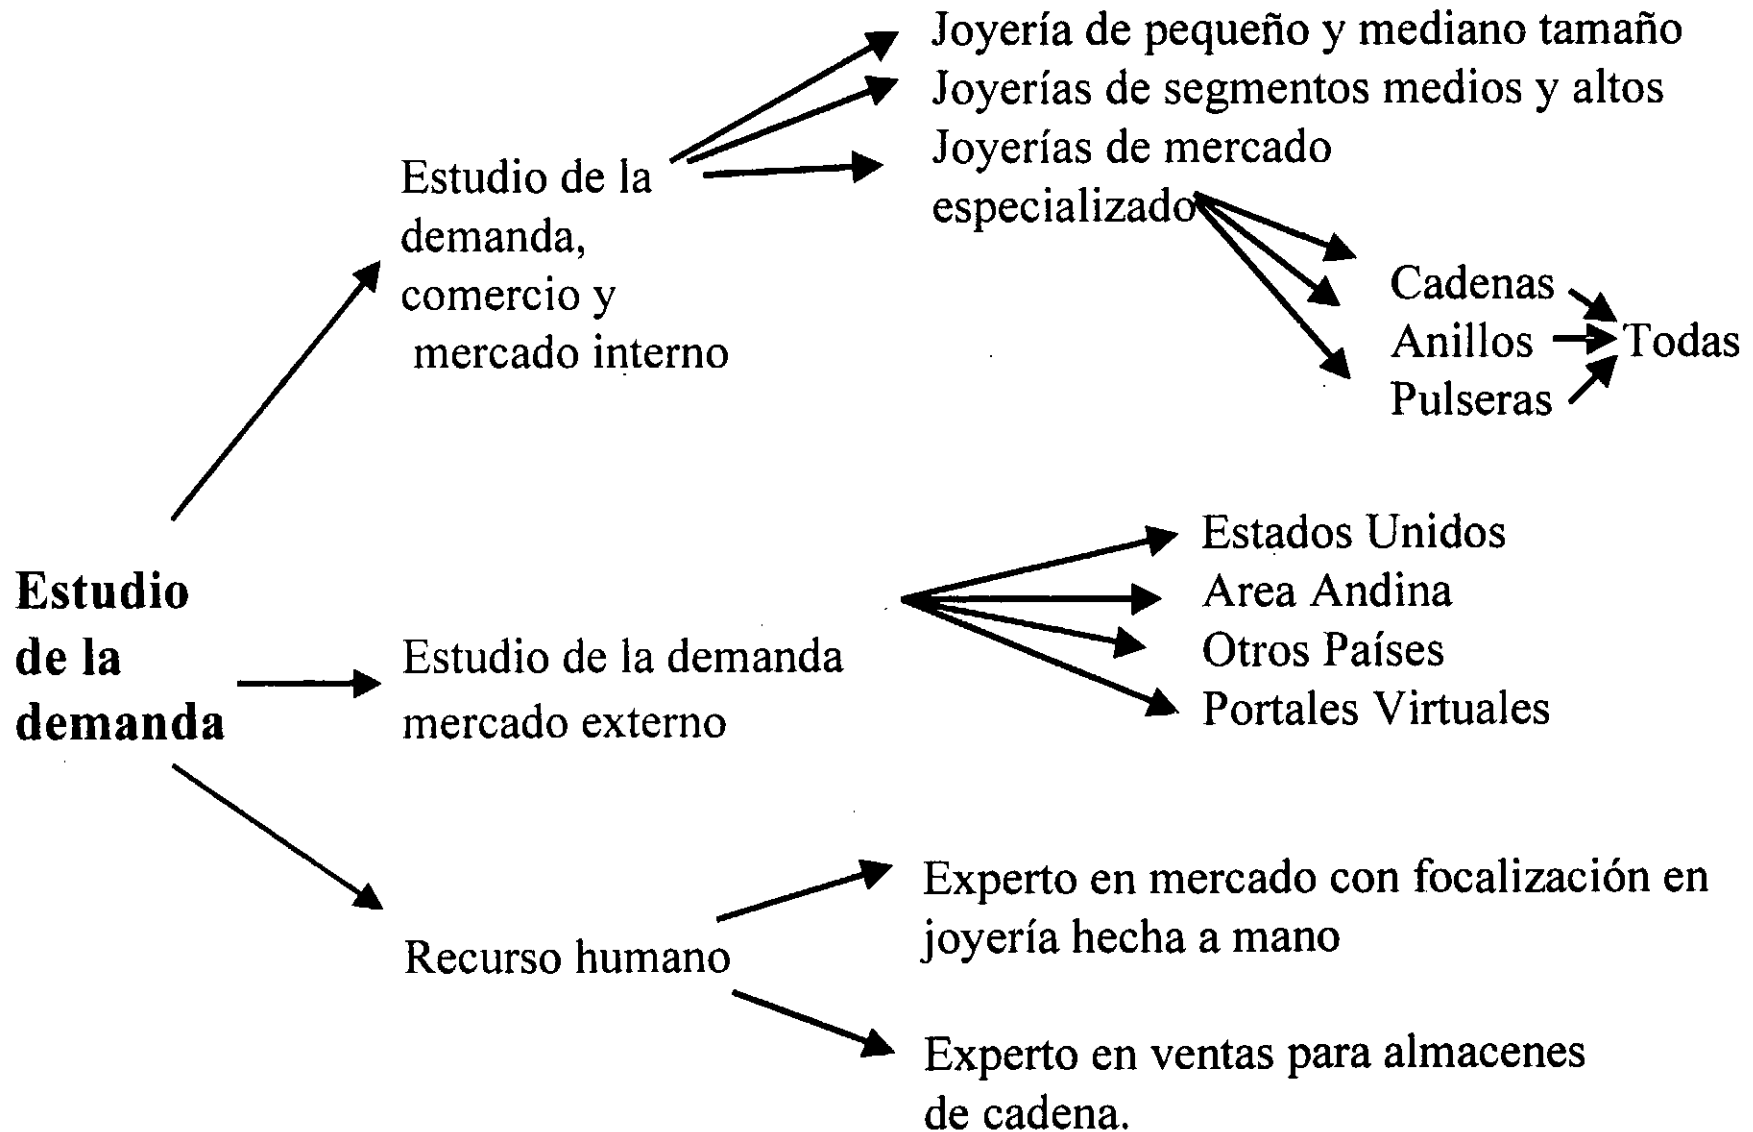 Joyería de pequeño y mediano tamaño
Joyerías de segmentos medios y altos
Joyerías de mercado
especializado
Estudio de la
demanda,
comercio y
mercado interno
Cadenas
Anillos
Pulseras
Todas
Estudio
de la
demanda
Estudio de la demanda
mercado externo
Estados Unidos
Area Andina
Otros Países
Portales Virtuales
Recurso humano
Experto en mercado con focalización en
joyería hecha a mano
Experto en ventas para almacenes
de cadena.